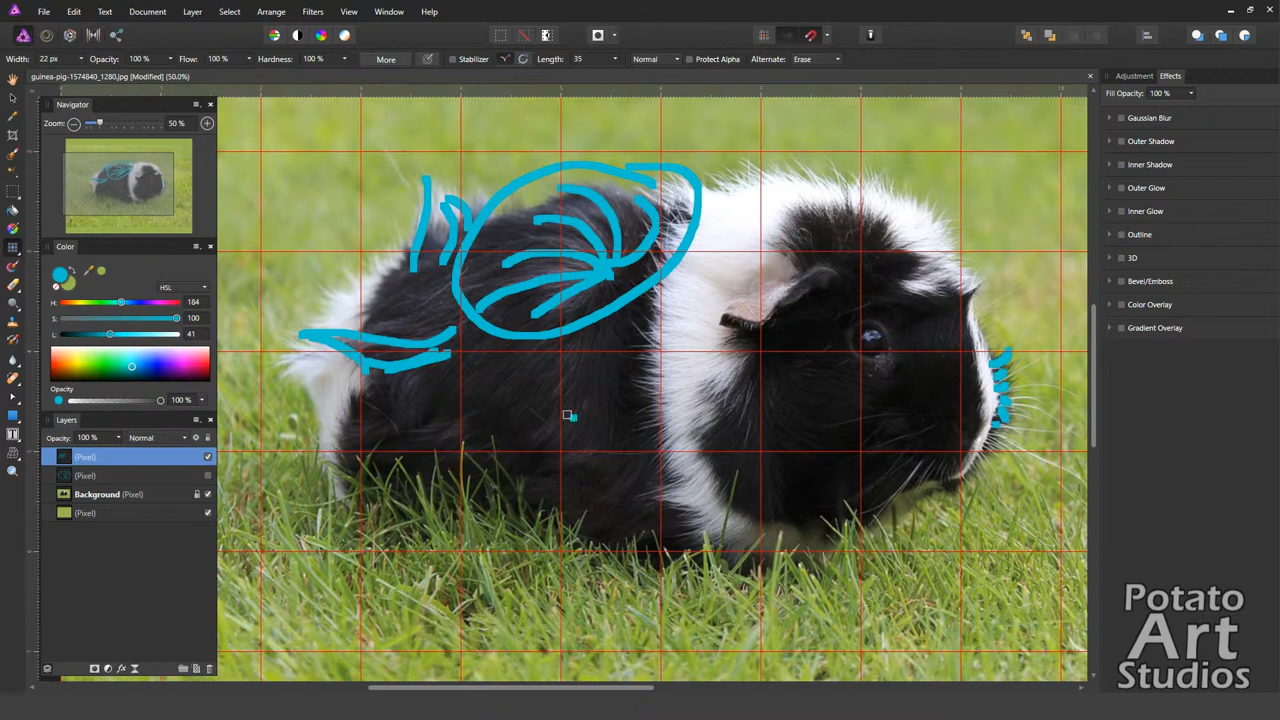 File Edit Text Document Layer Select Arrange Filters View Window Help
Width: 22 px Opacity: 100 % Flow: 100 % Hardness: 100 % More Stabilizer Length: 35 Normal Protect Alpha Alternate: Erase
guinea-pig-1574840_1280.jpg [Modified] (50.0%)
Navigator
Zoom: 50 %
Color
HSL
H: 184
S: 100
L: 41
Opacity
100 %
Layers
Opacity: 100 % Normal
(Pixel)
(Pixel)
Background (Pixel)
(Pixel)
Adjustment Effects
Fill Opacity: 100 %
Gaussian Blur
Outer Shadow
Inner Shadow
Outer Glow
Inner Glow
Outline
3D
Bevel/Emboss
Color Overlay
Gradient Overlay
Potato
Art
Studios